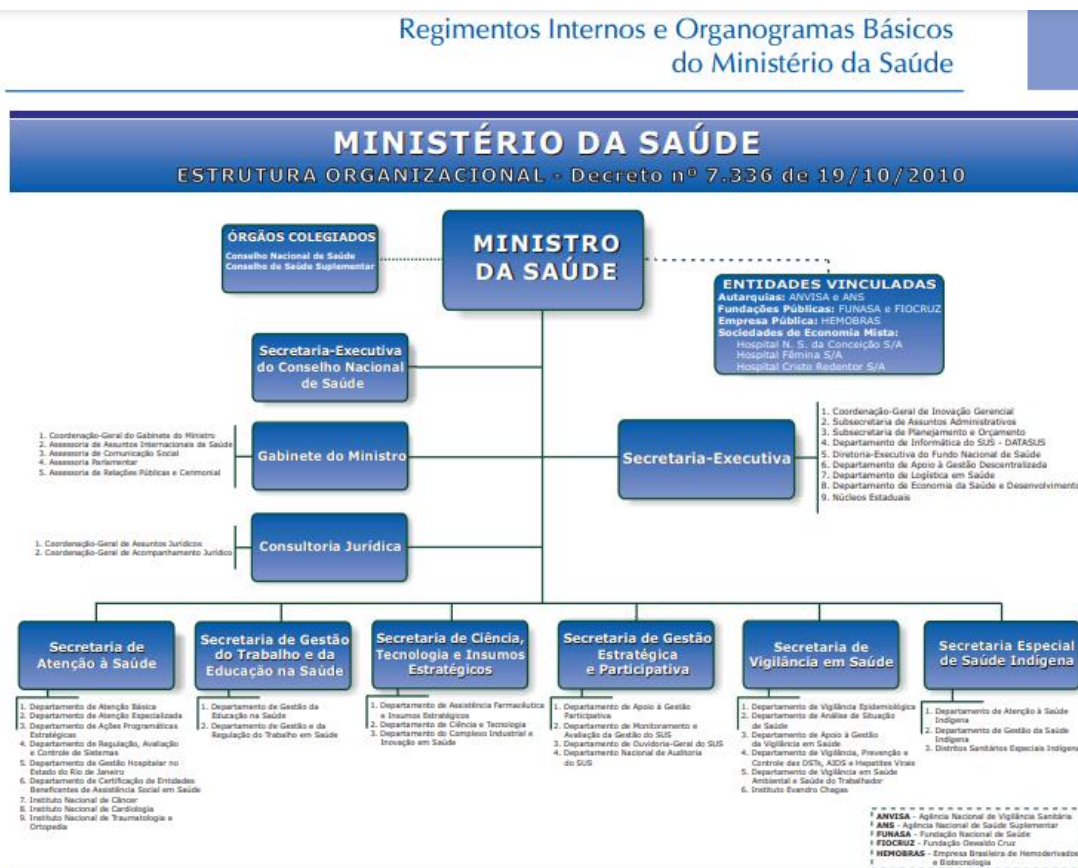 Regimentos Internos e Organogramas Básicos
do Ministério da Saúde
MINISTÉRIO DA SAÚDE
ESTRUTURA ORGANIZACIONAL - Decreto nº 7.336 de 19/10/2010
ÓRGÃOS COLEGIADOS
Conselho Nacional de Saúde
Conselho de Saúde Suplementar
MINISTRO
DA SAÚDE
ENTIDADES VINCULADAS
Autarquias: ANVISA e ANS
Fundações Públicas: FUNASA e FIOCRUZ
Empresa Pública: HEMOBRAS
Sociedades de Economia Mista:
Hospital N. S. da Conceição S/A
Hospital Fêmina S/A
Hospital Cristo Redentor S/A
Secretaria-Executiva
do Conselho Nacional
de Saúde
1. Coordenação-Geral do Gabinete do Ministro
2. Assessoria de Assuntos Internacionais de Saúde
3. Assessoria de Comunicação Social
4. Assessoria Parlamentar
5. Assessoria de Relações Públicas e Cerimonial
Gabinete do Ministro
Secretaria-Executiva
1. Coordenação-Geral de Inovação Gerencial
2. Subsecretaria de Assuntos Administrativos
3. Subsecretaria de Planejamento e Orçamento
4. Departamento de Informática do SUS - DATASUS
5. Diretoria-Executiva do Fundo Nacional de Saúde
6. Departamento de Apoio à Gestão Descentralizada
7. Departamento de Logística em Saúde
8. Departamento de Economia da Saúde e Desenvolvimento
9. Núcleos Estaduais
1. Coordenação-Geral de Assuntos Jurídicos
2. Coordenação-Geral de Acompanhamento Jurídico
Consultoria Jurídica
Secretaria de
Atenção à Saúde
1. Departamento de Atenção Básica
2. Departamento de Atenção Especializada
3. Departamento de Ações Programáticas
Estratégicas
4. Departamento de Regulação, Avaliação
e Controle de Sistemas
5. Departamento de Gestão Hospitalar no
Estado do Rio de Janeiro
6. Departamento de Certificação de Entidades
Beneficentes de Assistência Social em Saúde
7. Instituto Nacional de Câncer
8. Instituto Nacional de Cardiologia
9. Instituto Nacional de Traumatologia e
Ortopedia
Secretaria de Gestão
do Trabalho e da
Educação na Saúde
1. Departamento de Gestão da
Educação na Saúde
2. Departamento de Gestão e da
Regulação do Trabalho em Saúde
Secretaria de Ciência,
Tecnologia e Insumos
Estratégicos
1. Departamento de Assistência Farmacêutica
e Insumos Estratégicos
2. Departamento de Ciência e Tecnologia
3. Departamento do Complexo Industrial e
Inovação em Saúde
Secretaria de Gestão
Estratégica
e Participativa
1. Departamento de Apoio à Gestão
Participativa
2. Departamento de Monitoramento e
Avaliação da Gestão do SUS
3. Departamento de Ouvidoria-Geral do SUS
4. Departamento Nacional de Auditoria
do SUS
Secretaria de
Vigilância em Saúde
1. Departamento de Vigilância Epidemiológica
2. Departamento de Análise de Situação
de Saúde
3. Departamento de Apoio à Gestão
da Vigilância em Saúde
4. Departamento de Vigilância, Prevenção e
Controle das DSTs, AIDS e Hepatites Virais
5. Departamento de Vigilância em Saúde
Ambiental e Saúde do Trabalhador
6. Instituto Evandro Chagas
Secretaria Especial
de Saúde Indígena
1. Departamento de Atenção à Saúde
Indígena
2. Departamento de Gestão da Saúde
Indígena
3. Distritos Sanitários Especiais Indígena
ANVISA - Agência Nacional de Vigilância Sanitária
ANS - Agência Nacional de Saúde Suplementar
FUNASA - Fundação Nacional de Saúde
FIOCRUZ - Fundação Oswaldo Cruz
HEMOBRAS - Empresa Brasileira de Hemoderivados
e Biotecnologia